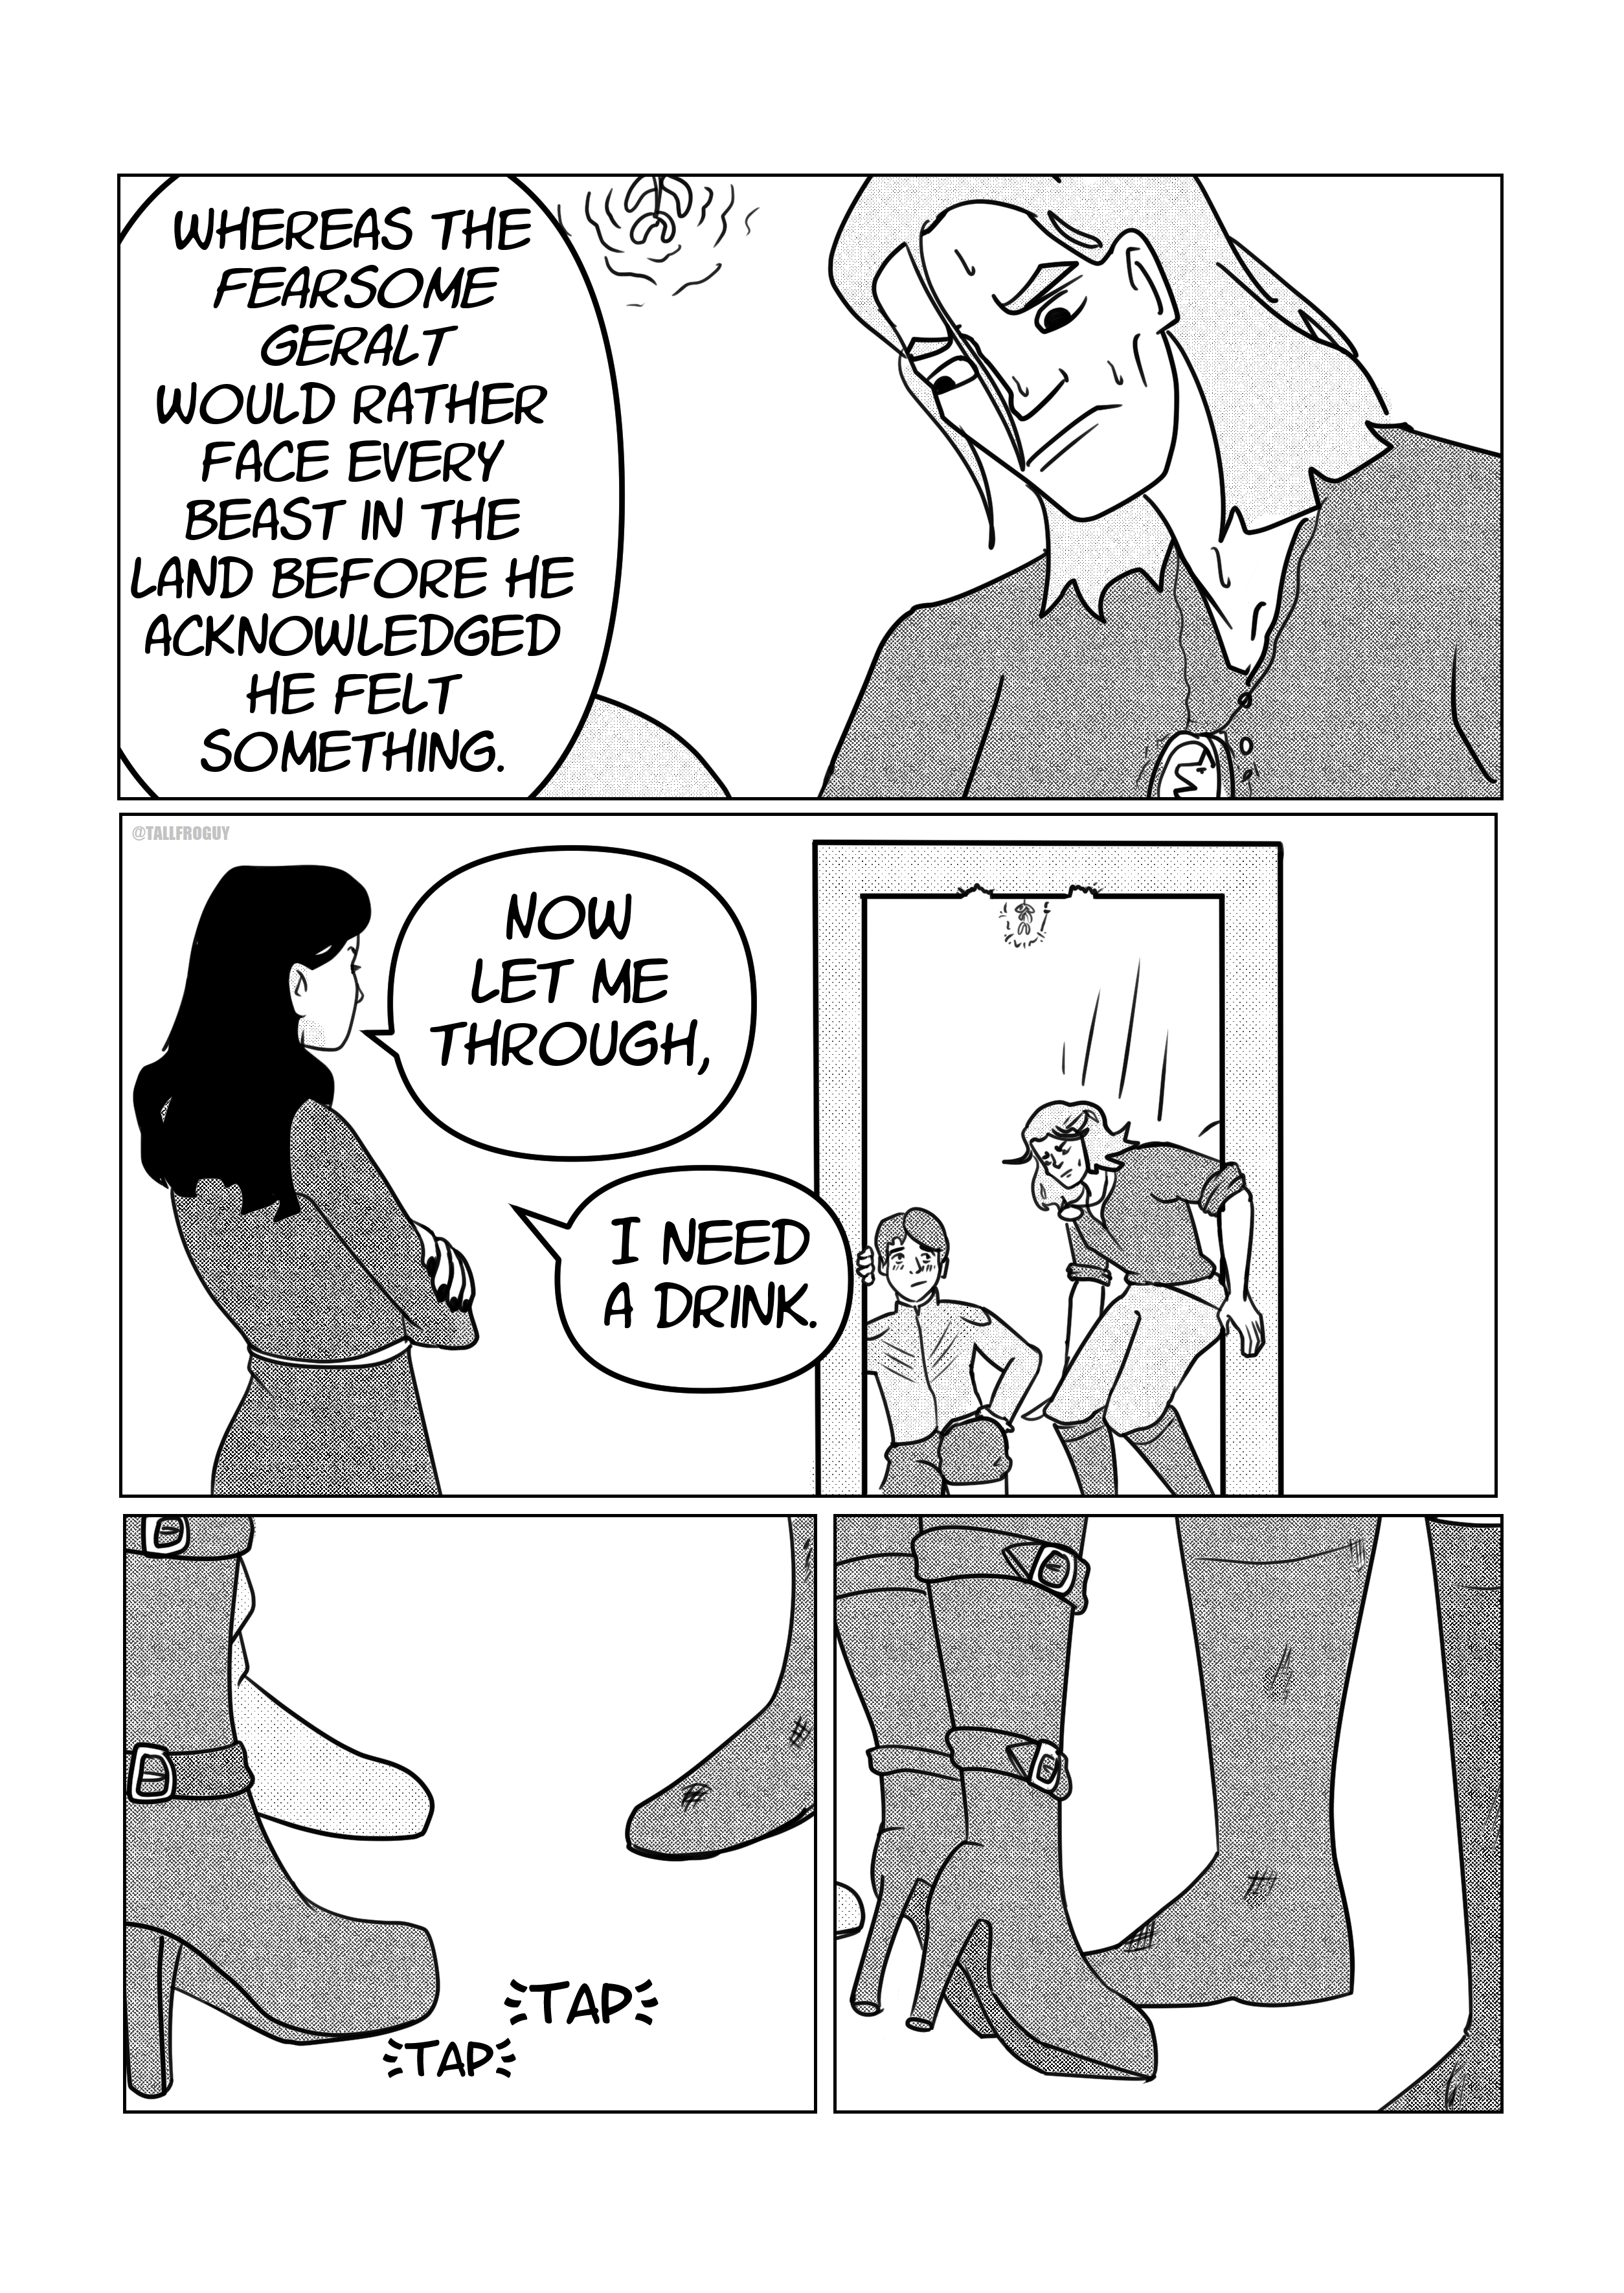 WHEREAS THE
FEARSOME
GERALT
WOULD RATHER
FACE EVERY
BEAST IN THE
LAND BEFORE HE
ACKNOWLEDGED
HE FELT
SOMETHING.
@TALLFROGUY
NOW
LET ME
THROUGH,
I NEED
A DRINK.
TAP
TAP